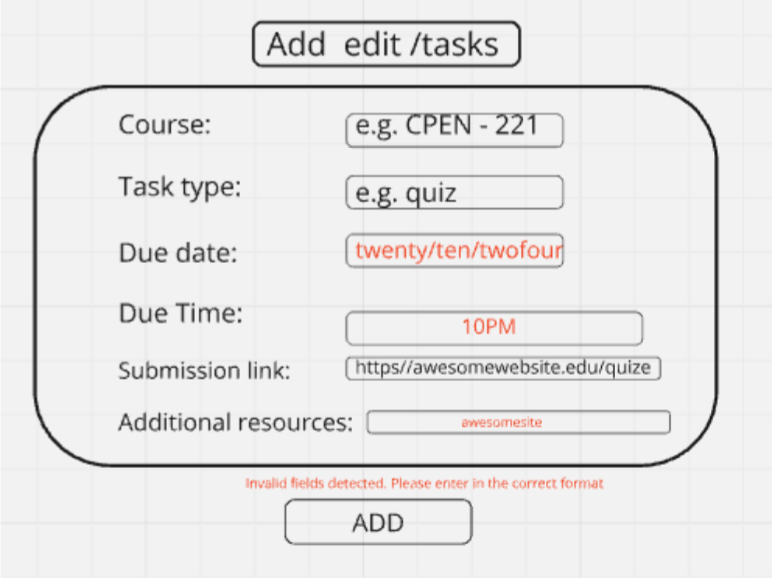 Add edit /tasks
Course: e.g. CPEN - 221
Task type: e.g. quiz
Due date: twenty/ten/twofour
Due Time: 10PM
Submission link: https//awesomewebsite.edu/quize
Additional resources: awesomesite
Invalid fields detected. Please enter in the correct format
ADD